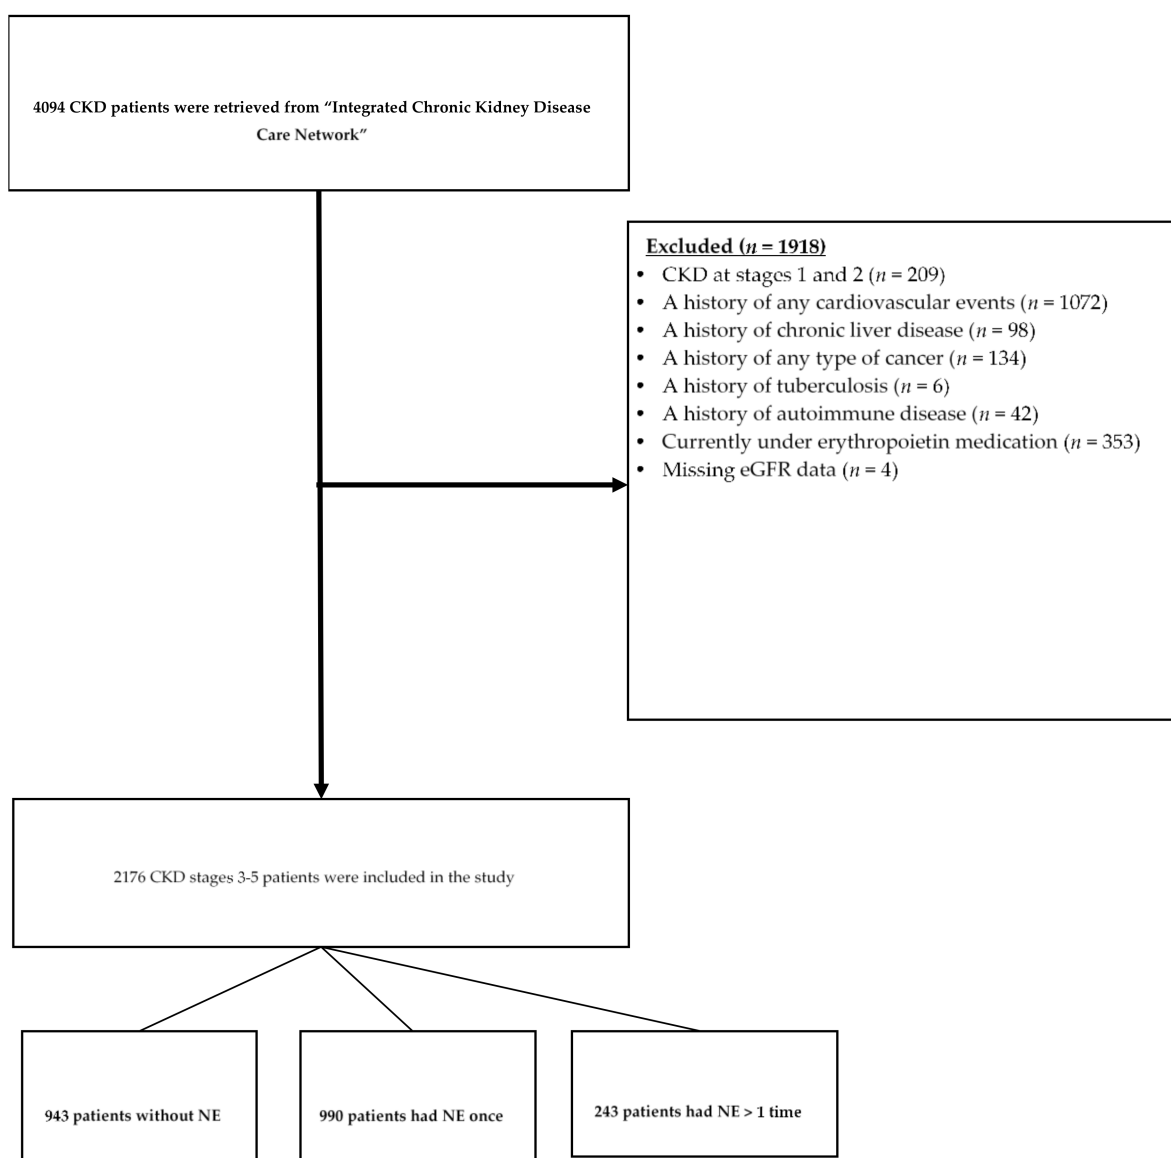 4094 CKD patients were retrieved from “Integrated Chronic Kidney Disease
Care Network”
Excluded (n = 1918)
• CKD at stages 1 and 2 (n = 209)
• A history of any cardiovascular events (n = 1072)
• A history of chronic liver disease (n = 98)
• A history of any type of cancer (n = 134)
• A history of tuberculosis (n = 6)
• A history of autoimmune disease (n = 42)
• Currently under erythropoietin medication (n = 353)
• Missing eGFR data (n = 4)
2176 CKD stages 3-5 patients were included in the study
943 patients without NE
990 patients had NE once
243 patients had NE > 1 time